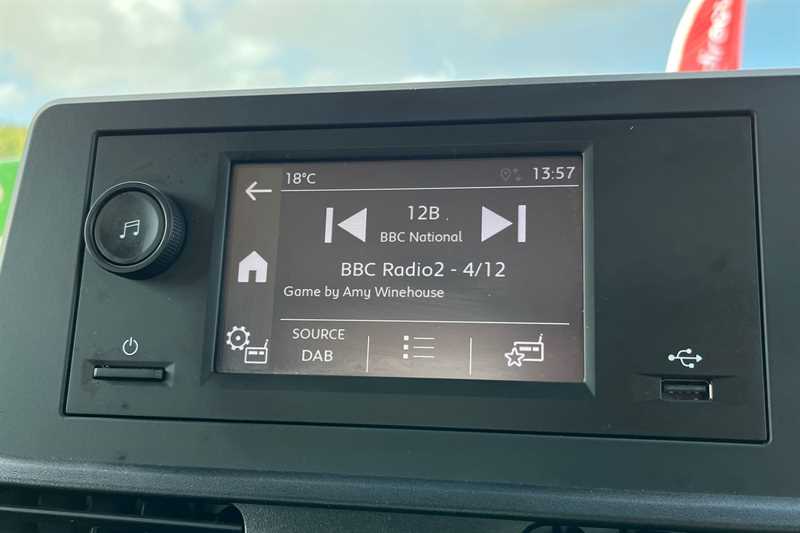 18°C 13:57
12B
BBC National
BBC Radio2 - 4/12
Game by Amy Winehouse
SOURCE
DAB